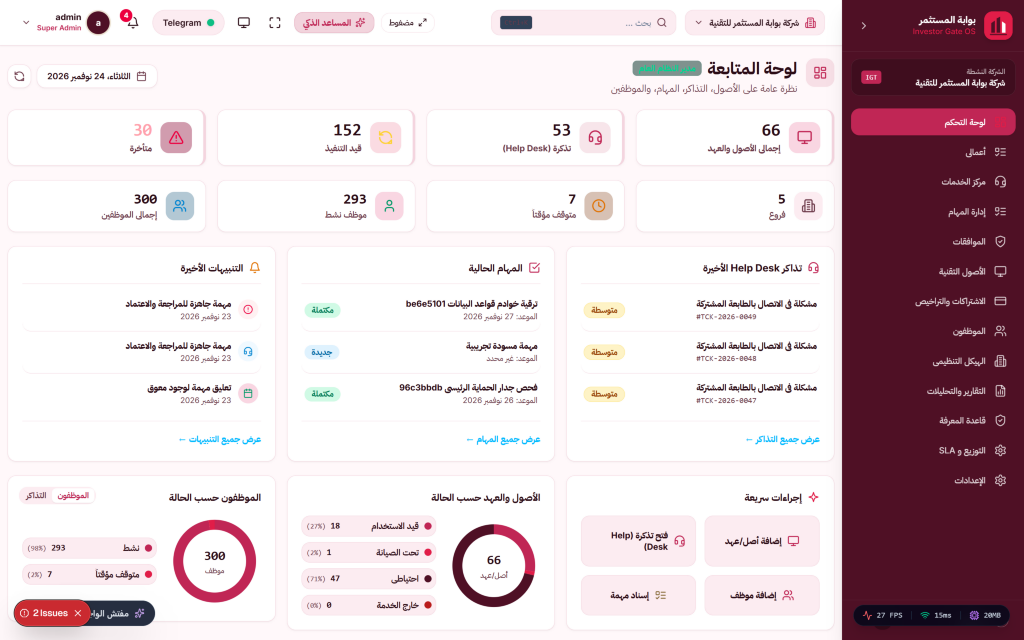 بوابة المستثمر
Investor Gate OS
الشركة النشطة
شركة بوابة المستثمر للتقنية
IGT
لوحة التحكم
أعمالي
مركز الخدمات
إدارة المهام
الموافقات
الأصول التقنية
الاشتراكات والتراخيص
الموظفون
الهيكل التنظيمي
التقارير والتحليلات
قاعدة المعرفة
التوزيع و SLA
الإعدادات
27 FPS
15ms
20MB
شركة بوابة المستثمر للتقنية
بحث ...
مضغوط
المساعد الذكي
Telegram
4
a
admin
Super Admin
لوحة المتابعة
نظرة عامة على الأصول، التذاكر، المهام، والموظفين
الثلاثاء، 24 نوفمبر 2026
66
إجمالي الأصول والعهد
53
تذكرة (Help Desk)
152
قيد التنفيذ
30
متأخرة
5
فروع
7
متوقف مؤقتاً
293
موظف نشط
300
إجمالي الموظفين
تذاكر Help Desk الأخيرة
مشكلة في الاتصال بالطابعة المشتركة
#TCK-2026-0049
متوسطة
مشكلة في الاتصال بالطابعة المشتركة
#TCK-2026-0048
متوسطة
مشكلة في الاتصال بالطابعة المشتركة
#TCK-2026-0047
متوسطة
عرض جميع التذاكر ←
المهام الحالية
ترقية خوادم قواعد البيانات be6e5101
الموعد: 27 نوفمبر 2026
مكتملة
مهمة مسودة تجريبية
الموعد: غير محدد
جديدة
فحص جدار الحماية الرئيسي 96c3bbdb
الموعد: 26 نوفمبر 2026
مكتملة
عرض جميع المهام ←
التنبيهات الأخيرة
مهمة جاهزة للمراجعة والاعتماد
23 نوفمبر 2026
مهمة جاهزة للمراجعة والاعتماد
23 نوفمبر 2026
تعليق مهمة لوجود معوق
23 نوفمبر 2026
عرض جميع التنبيهات ←
إجراءات سريعة
إضافة أصل/عهد
فتح تذكرة (Help Desk)
إضافة موظف
إسناد مهمة
الأصول والعهد حسب الحالة
66
أصل/عهد
قيد الاستخدام 18 (27%)
تحت الصيانة 1 (2%)
احتياطي 47 (71%)
خارج الخدمة 0 (0%)
الموظفون حسب الحالة
الموظفون
التذاكر
300
موظف
نشط 293 (98%)
متوقف مؤقتاً 7 (2%)
مفتش
2 Issues